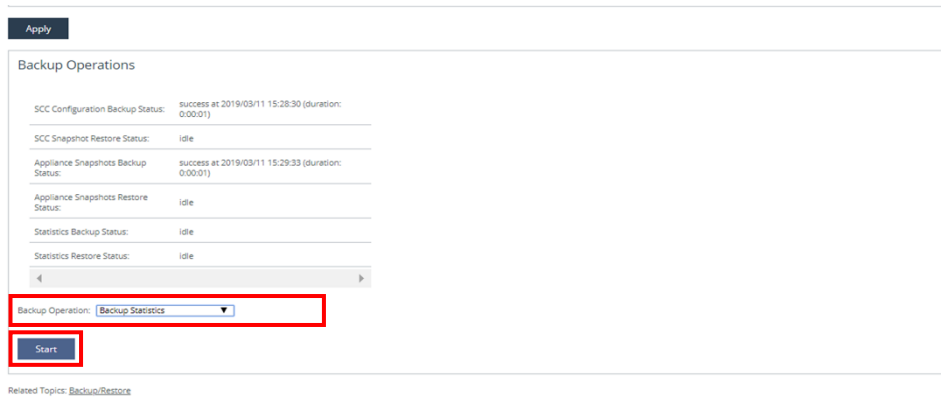 Apply
Backup Operations
SCC Configuration Backup Status:
success at 2019/03/11 15:28:30 (duration:
0:00:01)
SCC Snapshot Restore Status:
idle
Appliance Snapshots Backup
Status:
success at 2019/03/11 15:29:33 (duration:
0:00:01)
Appliance Snapshots Restore
Status:
idle
Statistics Backup Status:
idle
Statistics Restore Status:
idle
Backup Operation: Backup Statistics
Start
Related Topics: Backup/Restore